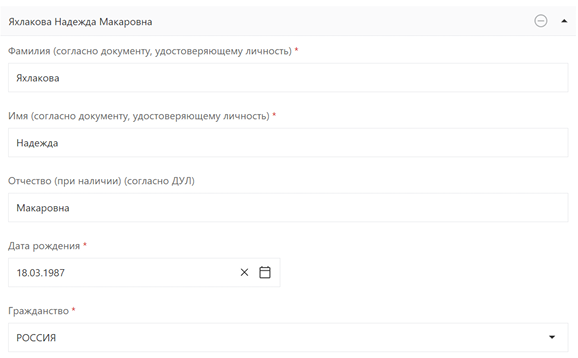 Яхлакова Надежда Макаровна
Фамилия (согласно документу, удостоверяющему личность) *
Яхлакова
Имя (согласно документу, удостоверяющему личность) *
Надежда
Отчество (при наличии) (согласно ДУЛ)
Макаровна
Дата рождения *
18.03.1987
Гражданство *
РОССИЯ